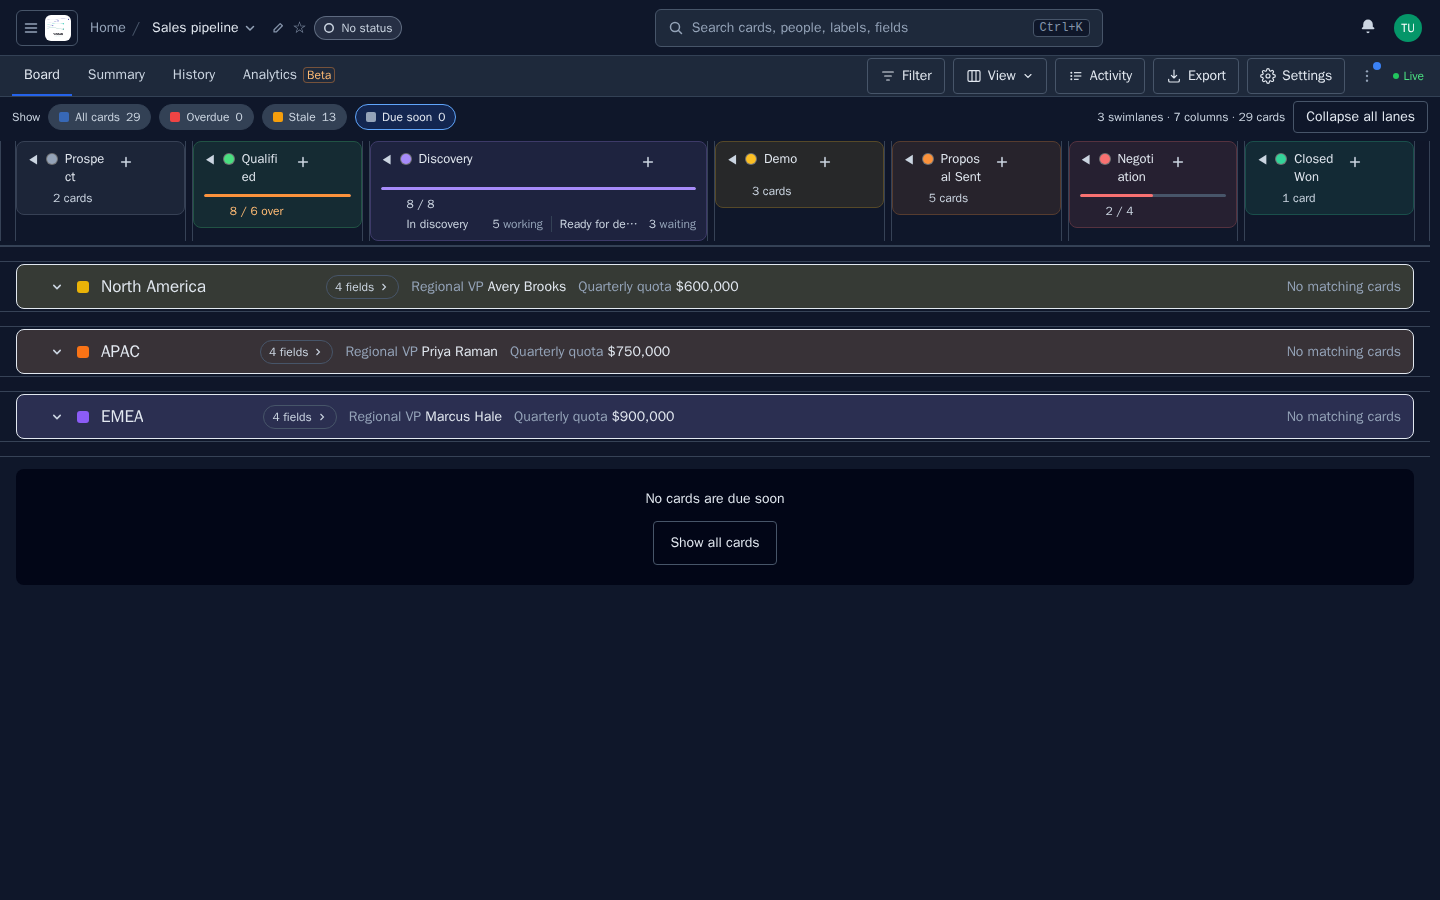 Home / Sales pipeline No status Search cards, people, labels, fields Ctrl+K TU
Board Summary History Analytics Beta Filter View Activity Export Settings Live
Show All cards 29 Overdue 0 Stale 13 Due soon 0 3 swimlanes · 7 columns · 29 cards Collapse all lanes
Prospe
ct
2 cards
Qualifi
ed
8 / 6 over
Discovery
8 / 8
In discovery 5 working Ready for de··· 3 waiting
Demo
3 cards
Propos
al Sent
5 cards
Negoti
ation
2 / 4
Closed
Won
1 card
North America 4 fields Regional VP Avery Brooks Quarterly quota $600,000 No matching cards
APAC 4 fields Regional VP Priya Raman Quarterly quota $750,000 No matching cards
EMEA 4 fields Regional VP Marcus Hale Quarterly quota $900,000 No matching cards
No cards are due soon
Show all cards